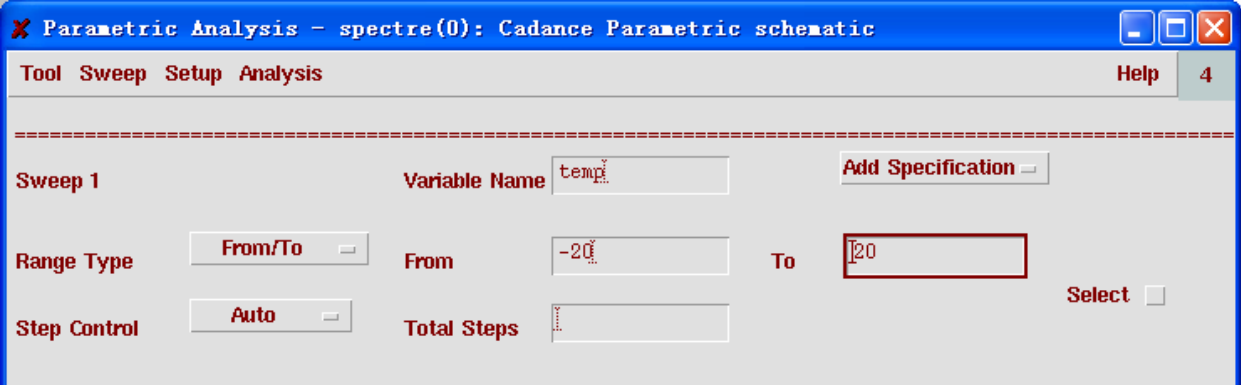 Parametric Analysis - spectre(0): Cadance Parametric schematic
Tool Sweep Setup Analysis Help 4
Sweep 1 Variable Name temp Add Specification
Range Type From/To From -20 To 20
Select
Step Control Auto Total Steps